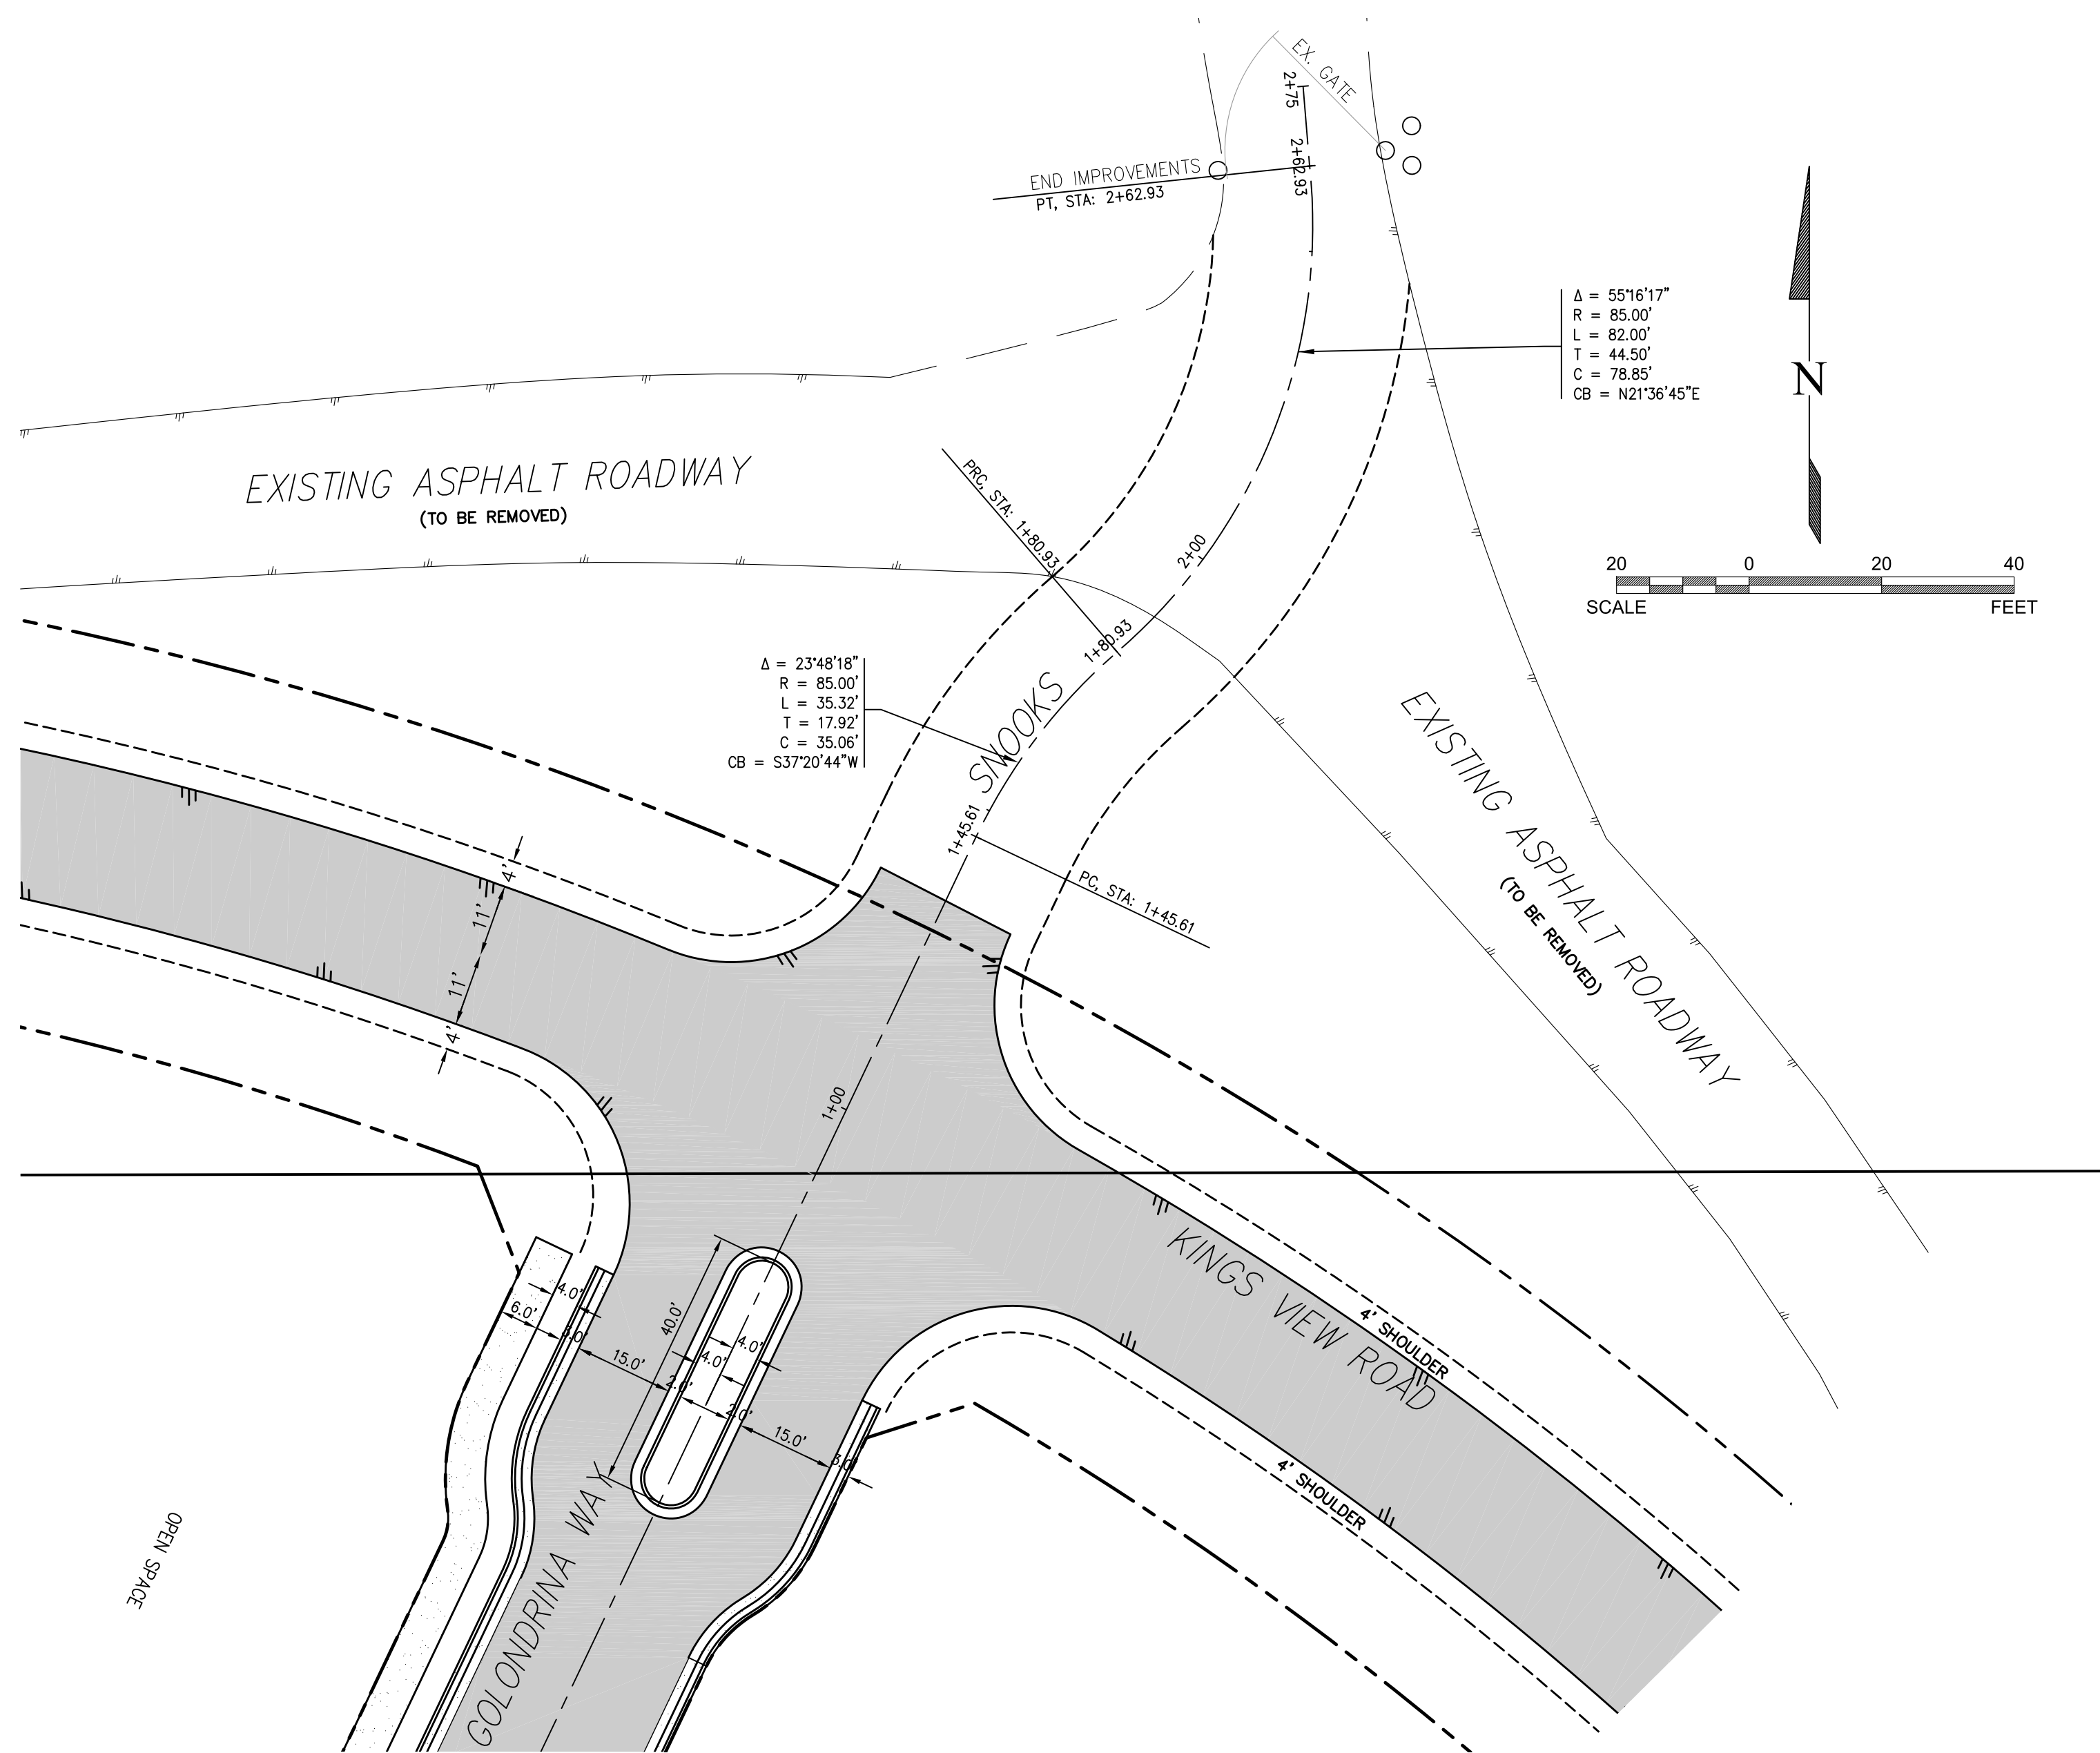 EX. GATE
2+75
2+62.93
END IMPROVEMENTS
PT, STA: 2+62.93
Δ = 55°16'17"
R = 85.00'
L = 82.00'
T = 44.50'
C = 78.85'
CB = N21°36'45"E
N
EXISTING ASPHALT ROADWAY
(TO BE REMOVED)
PRC, STA: 1+80.93
2+00
20 0 20 40
SCALE FEET
1+80.93
Δ = 23°48'18"
R = 85.00'
L = 35.32'
T = 17.92'
C = 35.06'
CB = S37°20'44"W
SNOOKS
1+45.61
PC, STA: 1+45.61
EXISTING ASPHALT ROADWAY
(TO BE REMOVED)
4'
11'
11'
4'
1+00
KINGS VIEW ROAD
4' SHOULDER
4' SHOULDER
4.0'
6.0'
3.0'
15.0'
40.0'
4.0'
4.0'
2.0'
2.0'
15.0'
3.0'
GOLONDRINA WAY
OPEN SPACE